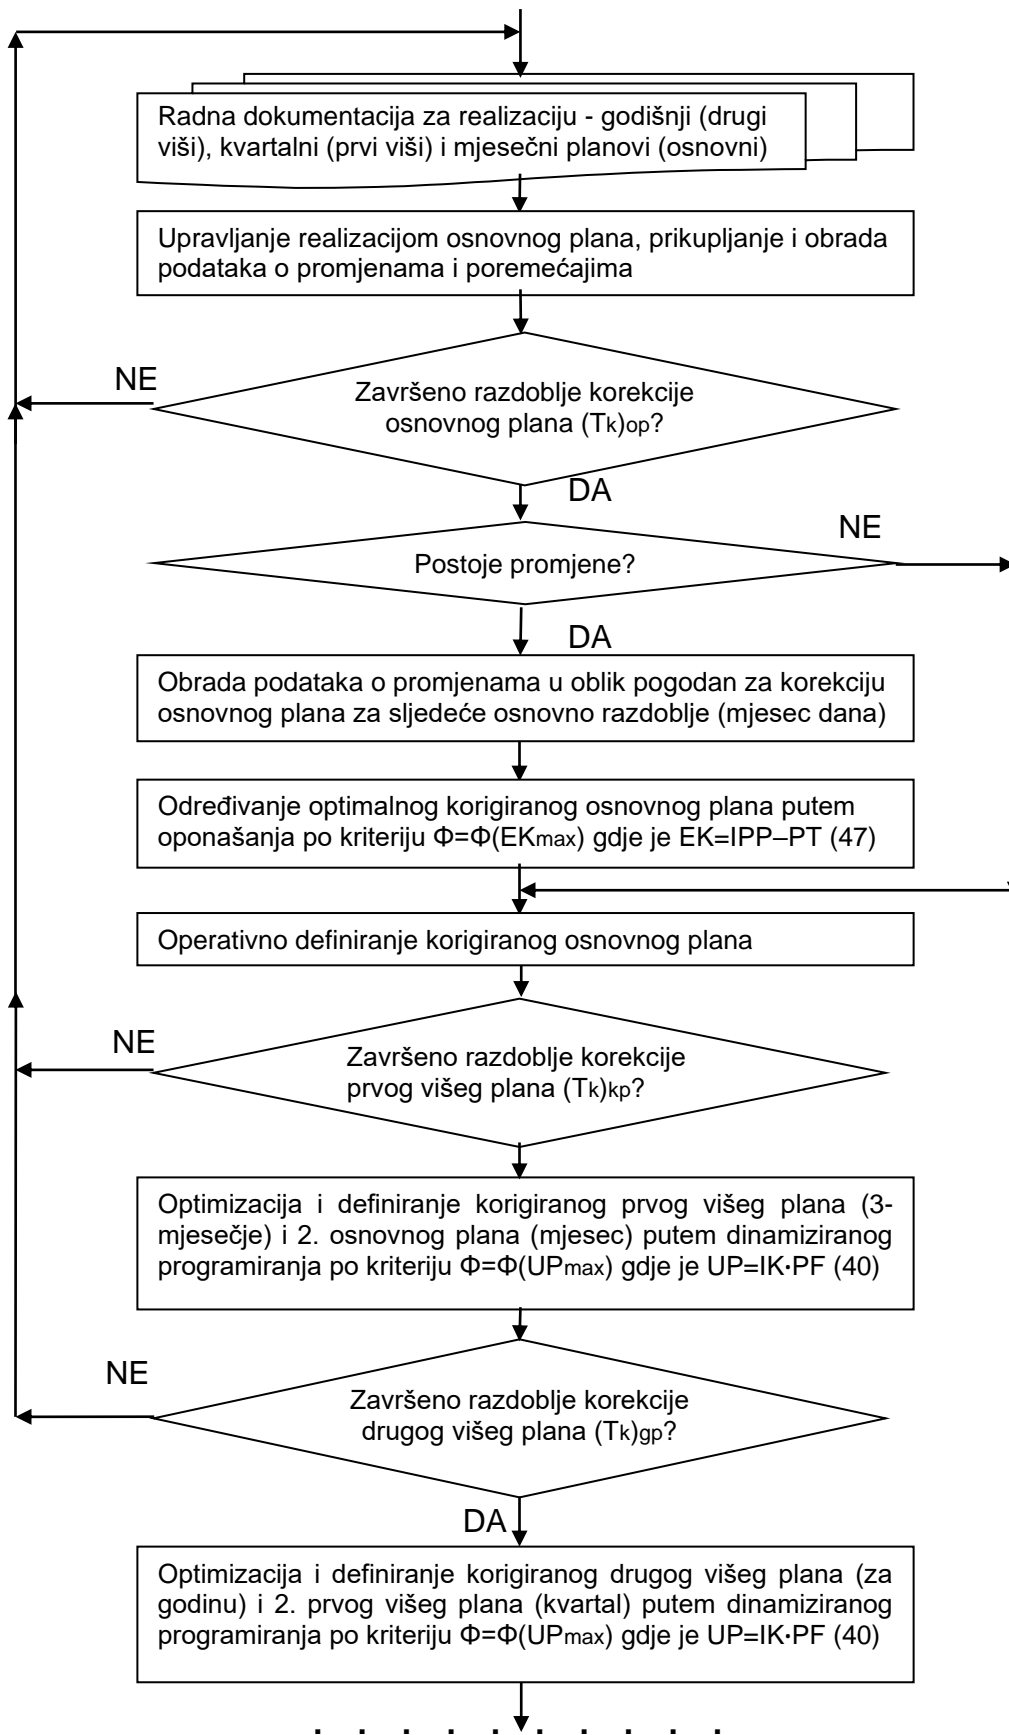 Radna dokumentacija za realizaciju - godišnji (drugi
viši), kvartalni (prvi viši) i mjesečni planovi (osnovni)
Upravljanje realizacijom osnovnog plana, prikupljanje i obrada
podataka o promjenama i poremećajima
NE
Završeno razdoblje korekcije
osnovnog plana (Tk)op?
DA
NE
Postoje promjene?
DA
Obrada podataka o promjenama u oblik pogodan za korekciju
osnovnog plana za sljedeće osnovno razdoblje (mjesec dana)
Određivanje optimalnog korigiranog osnovnog plana putem
oponašanja po kriteriju Φ=Φ(EKmax) gdje je EK=IPP–PT (47)
Operativno definiranje korigiranog osnovnog plana
NE
Završeno razdoblje korekcije
prvog višeg plana (Tk)kp?
Optimizacija i definiranje korigiranog prvog višeg plana (3-
mjesečje) i 2. osnovnog plana (mjesec) putem dinamiziranog
programiranja po kriteriju Φ=Φ(UPmax) gdje je UP=IK·PF (40)
NE
Završeno razdoblje korekcije
drugog višeg plana (Tk)gp?
DA
Optimizacija i definiranje korigiranog drugog višeg plana (za
godinu) i 2. prvog višeg plana (kvartal) putem dinamiziranog
programiranja po kriteriju Φ=Φ(UPmax) gdje je UP=IK·PF (40)
. . . . . . . . . .